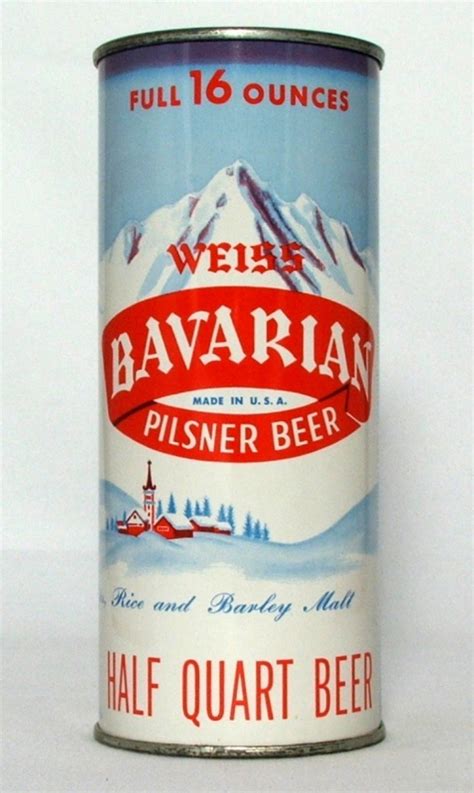 FULL 16 OUNCES
WEISS
BAVARIAN
MADE IN U.S.A.
PILSNER BEER
Rice and Barley Malt
HALF QUART BEER